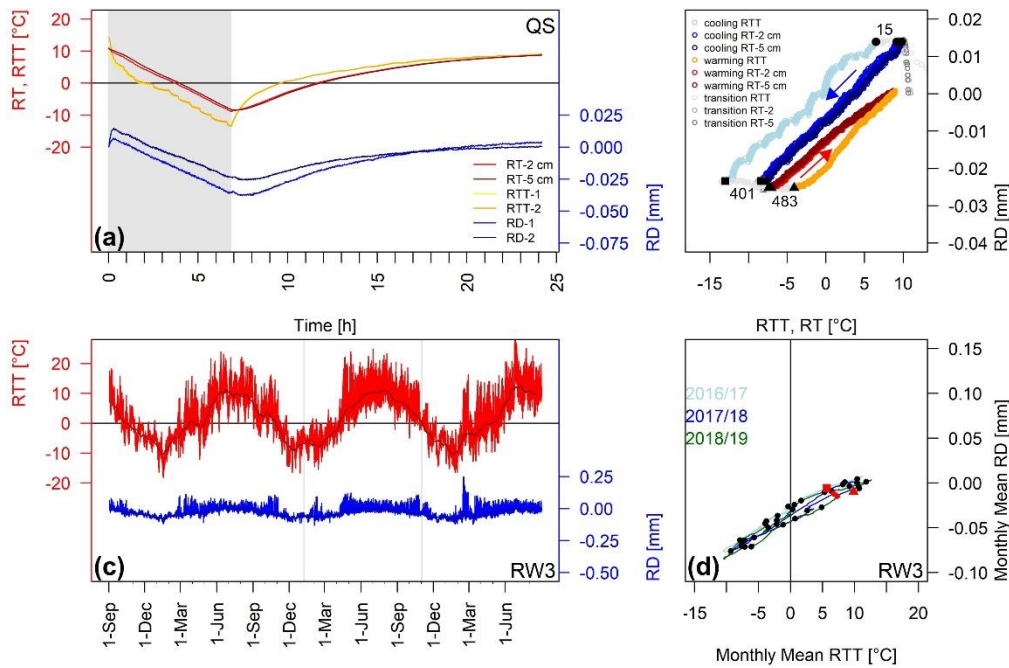 RT, RTT [°C]
20
10
0
-10
-20
QS
0.025
0.000
-0.025
-0.050
-0.075
RD [mm]
RT-2 cm
RT-5 cm
RTT-1
RTT-2
RD-1
RD-2
(a)
0
5
10
15
20
25
Time [h]
cooling RTT
cooling RT-2 cm
cooling RT-5 cm
warming RTT
warming RT-2 cm
warming RT-5 cm
transition RTT
transition RT-2
transition RT-5
15
401
483
0.02
0.01
0.00
-0.01
-0.02
-0.03
-0.04
RD [mm]
-15
-10
-5
0
5
10
RTT, RT [°C]
RTT [°C]
20
10
0
-10
-20
0.25
0.00
-0.25
-0.50
RD [mm]
(c)
RW3
1-Sep
1-Dec
1-Mar
1-Jun
1-Sep
1-Dec
1-Mar
1-Jun
1-Sep
1-Dec
1-Mar
1-Jun
2016/17
2017/18
2018/19
0.15
0.10
0.05
0.00
-0.05
-0.10
Monthly Mean RD [mm]
(d)
RW3
-15
-10
-5
0
5
10
15
20
Monthly Mean RTT [°C]